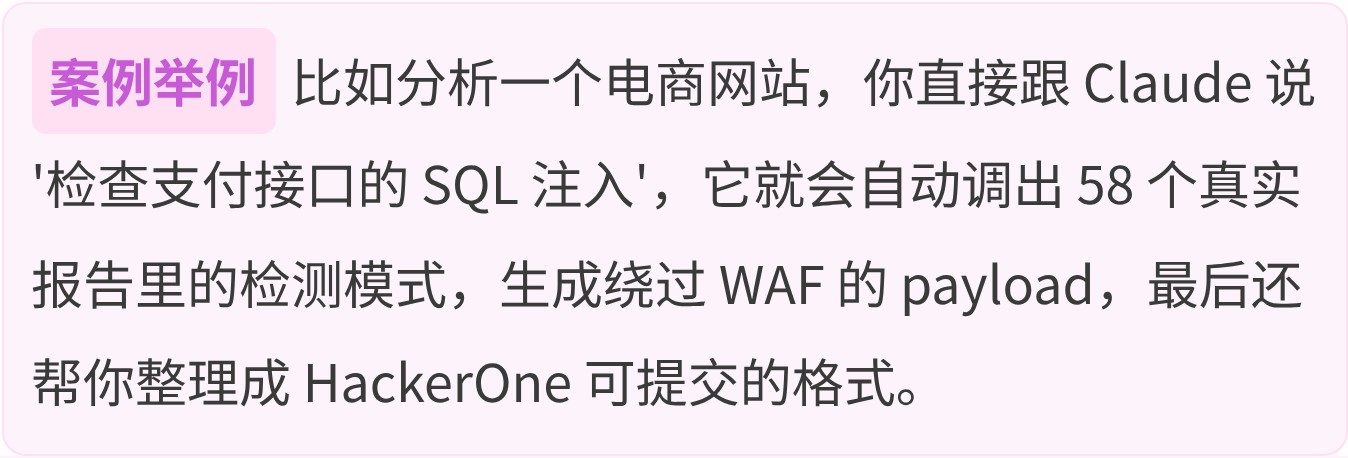 案例举例 比如分析一个电商网站，你直接跟 Claude 说
'检查支付接口的 SQL 注入'，它就会自动调出 58 个真实
报告里的检测模式，生成绕过 WAF 的 payload，最后还
帮你整理成 HackerOne 可提交的格式。